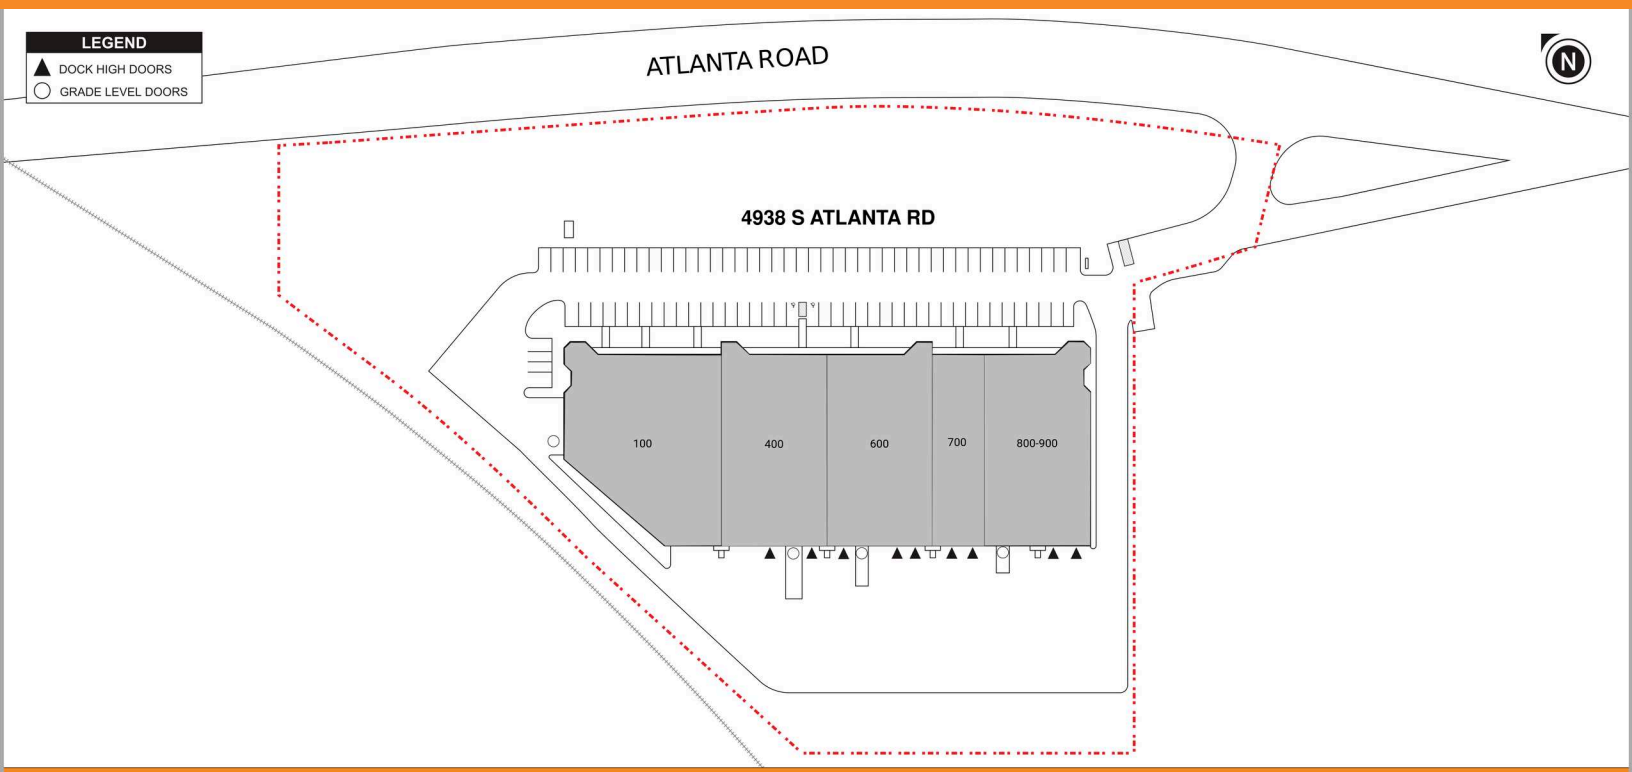 LEGEND
DOCK HIGH DOORS
GRADE LEVEL DOORS
ATLANTA ROAD
N
4938 S ATLANTA RD
100
400
600
700
800-900